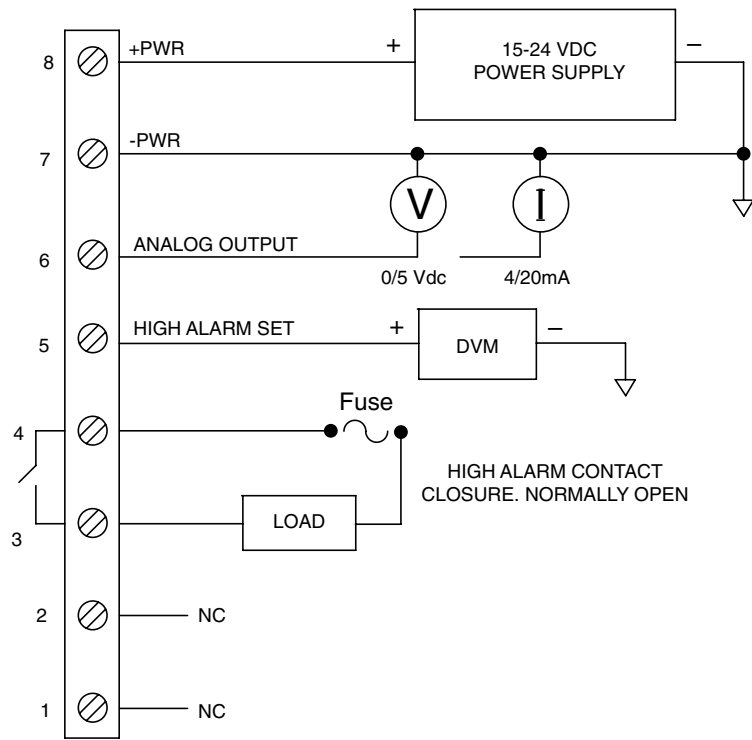 8
+PWR
+
15-24 VDC
POWER SUPPLY
−
7
-PWR
V
I
6
ANALOG OUTPUT
0/5 Vdc
4/20mA
5
HIGH ALARM SET
+
DVM
−
4
Fuse
HIGH ALARM CONTACT
CLOSURE. NORMALLY OPEN
3
LOAD
2
NC
1
NC